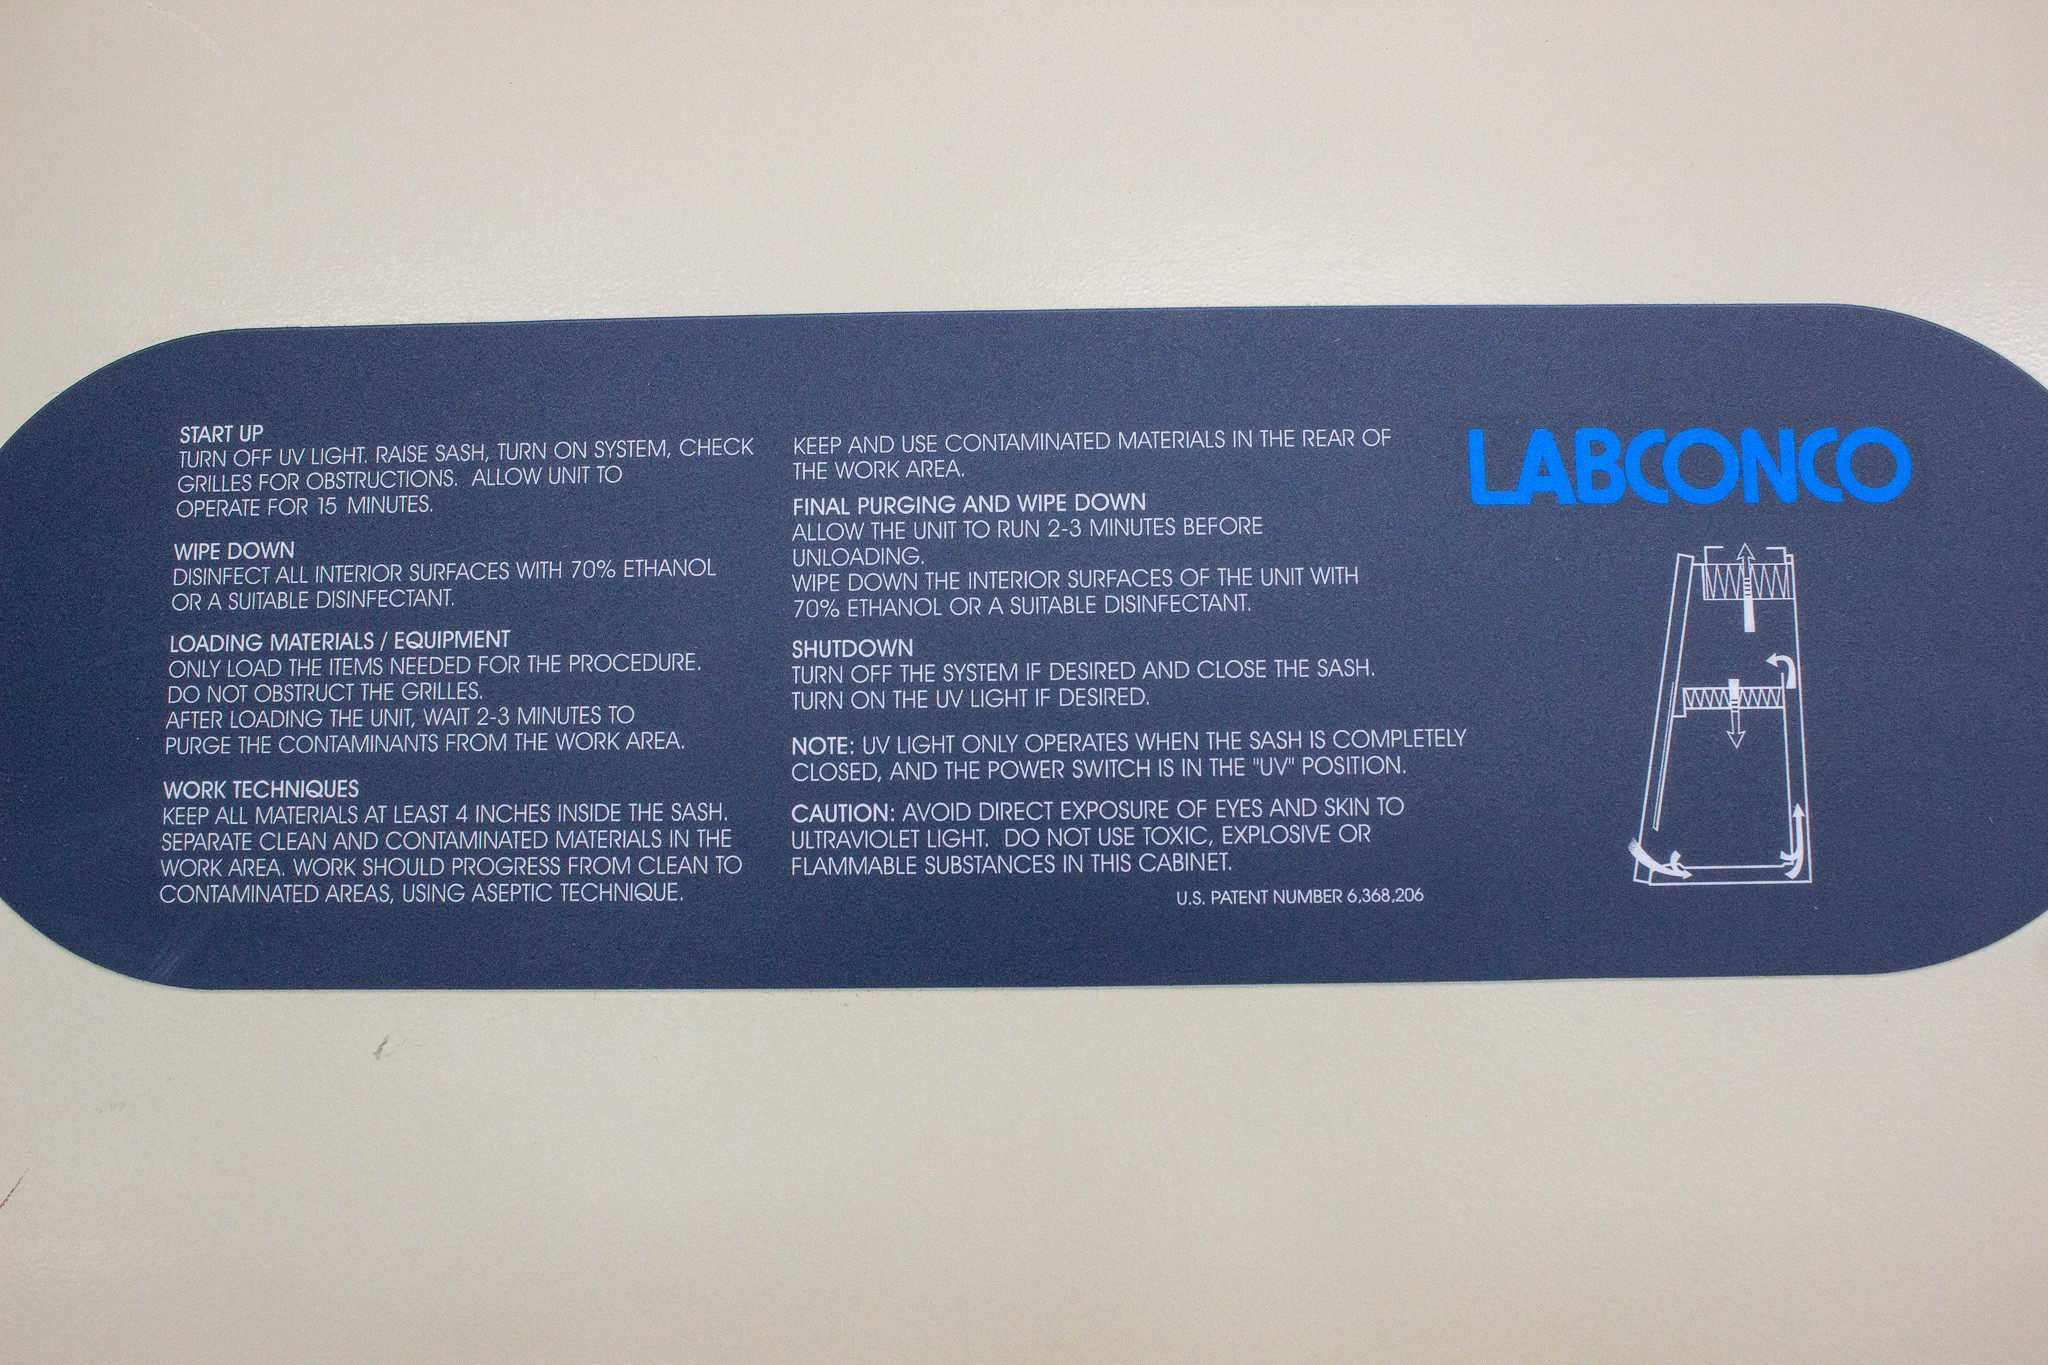 START UP
TURN OFF UV LIGHT. RAISE SASH, TURN ON SYSTEM, CHECK
GRILLES FOR OBSTRUCTIONS. ALLOW UNIT TO
OPERATE FOR 15 MINUTES.
WIPE DOWN
DISINFECT ALL INTERIOR SURFACES WITH 70% ETHANOL
OR A SUITABLE DISINFECTANT.
LOADING MATERIALS / EQUIPMENT
ONLY LOAD THE ITEMS NEEDED FOR THE PROCEDURE.
DO NOT OBSTRUCT THE GRILLES.
AFTER LOADING THE UNIT, WAIT 2-3 MINUTES TO
PURGE THE CONTAMINANTS FROM THE WORK AREA.
WORK TECHNIQUES
KEEP ALL MATERIALS AT LEAST 4 INCHES INSIDE THE SASH.
SEPARATE CLEAN AND CONTAMINATED MATERIALS IN THE
WORK AREA. WORK SHOULD PROGRESS FROM CLEAN TO
CONTAMINATED AREAS, USING ASEPTIC TECHNIQUE.
KEEP AND USE CONTAMINATED MATERIALS IN THE REAR OF
THE WORK AREA.
FINAL PURGING AND WIPE DOWN
ALLOW THE UNIT TO RUN 2-3 MINUTES BEFORE
UNLOADING.
WIPE DOWN THE INTERIOR SURFACES OF THE UNIT WITH
70% ETHANOL OR A SUITABLE DISINFECTANT.
SHUTDOWN
TURN OFF THE SYSTEM IF DESIRED AND CLOSE THE SASH.
TURN ON THE UV LIGHT IF DESIRED.
NOTE: UV LIGHT ONLY OPERATES WHEN THE SASH IS COMPLETELY
CLOSED, AND THE POWER SWITCH IS IN THE "UV" POSITION.
CAUTION: AVOID DIRECT EXPOSURE OF EYES AND SKIN TO
ULTRAVIOLET LIGHT. DO NOT USE TOXIC, EXPLOSIVE OR
FLAMMABLE SUBSTANCES IN THIS CABINET.
U.S. PATENT NUMBER 6,368,206
LABCONCO